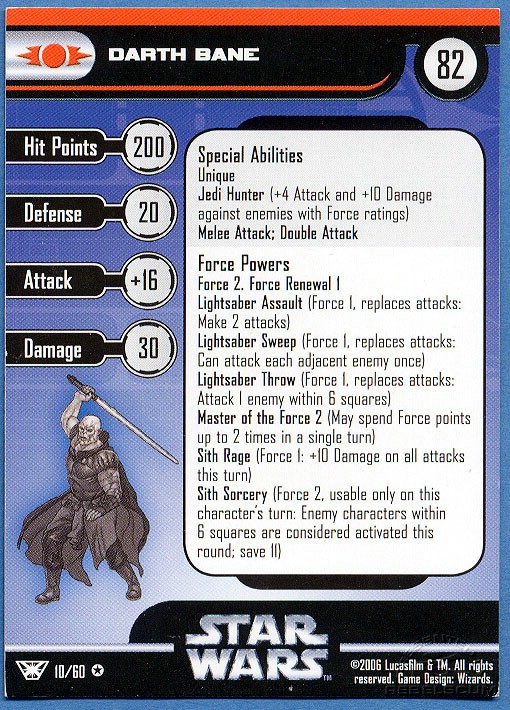 DARTH BANE
82
Hit Points 200
Defense 20
Attack +16
Damage 30
Special Abilities
Unique
Jedi Hunter (+4 Attack and +10 Damage
against enemies with Force ratings)
Melee Attack; Double Attack
Force Powers
Force 2. Force Renewal 1
Lightsaber Assault (Force 1, replaces attacks:
Make 2 attacks)
Lightsaber Sweep (Force 1, replaces attacks:
Can attack each adjacent enemy once)
Lightsaber Throw (Force 1, replaces attacks:
Attack 1 enemy within 6 squares)
Master of the Force 2 (May spend Force points
up to 2 times in a single turn)
Sith Rage (Force 1: +10 Damage on all attacks
this turn)
Sith Sorcery (Force 2, usable only on this
character's turn: Enemy characters within
6 squares are considered activated this
round; save 11)
STAR
WARS™
10/60
©2006 Lucasfilm & TM. All rights
reserved. Game Design: Wizards.
REBELSCUM